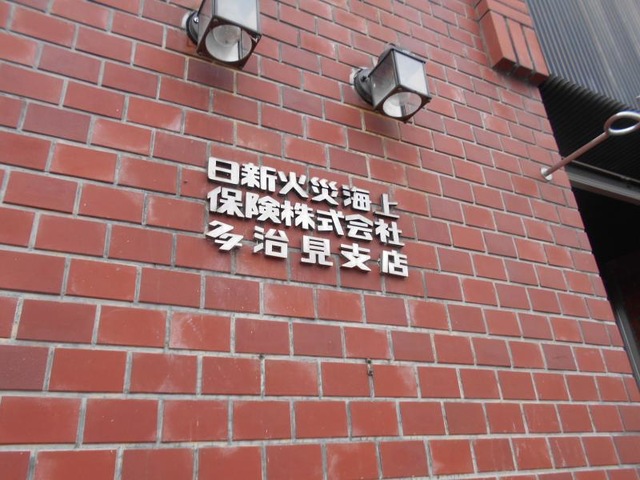 日新火災海上
保険株式会社
多治見支店